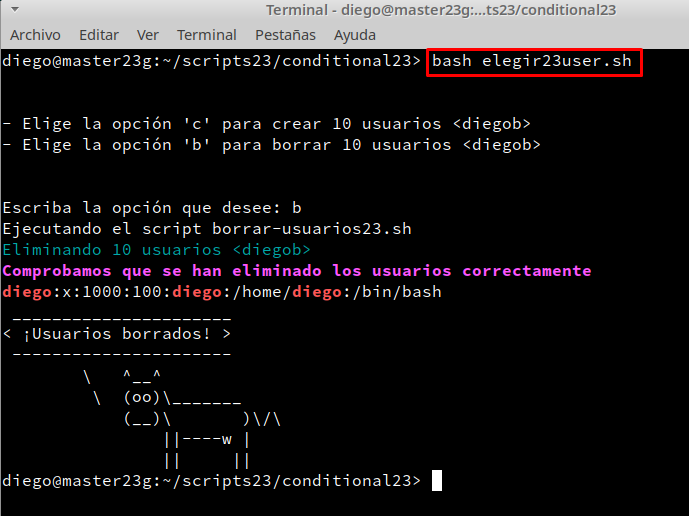 Terminal - diego@master23g:...ts23/conditional23
Archivo Editar Ver Terminal Pestañas Ayuda
diego@master23g:~/scripts23/conditional23> bash elegir23user.sh
- Elige la opción 'c' para crear 10 usuarios <diegob>
- Elige la opción 'b' para borrar 10 usuarios <diegob>
Escriba la opción que desee: b
Ejecutando el script borrar-usuarios23.sh
Eliminando 10 usuarios <diegob>
Comprobamos que se han eliminado los usuarios correctamente
diego:x:1000:100:diego:/home/diego:/bin/bash
 ______________________
< ¡Usuarios borrados! >
 ----------------------
        \   ^__^
         \  (oo)\_______
            (__)\       )\/\
                ||----w |
                ||     ||
diego@master23g:~/scripts23/conditional23>